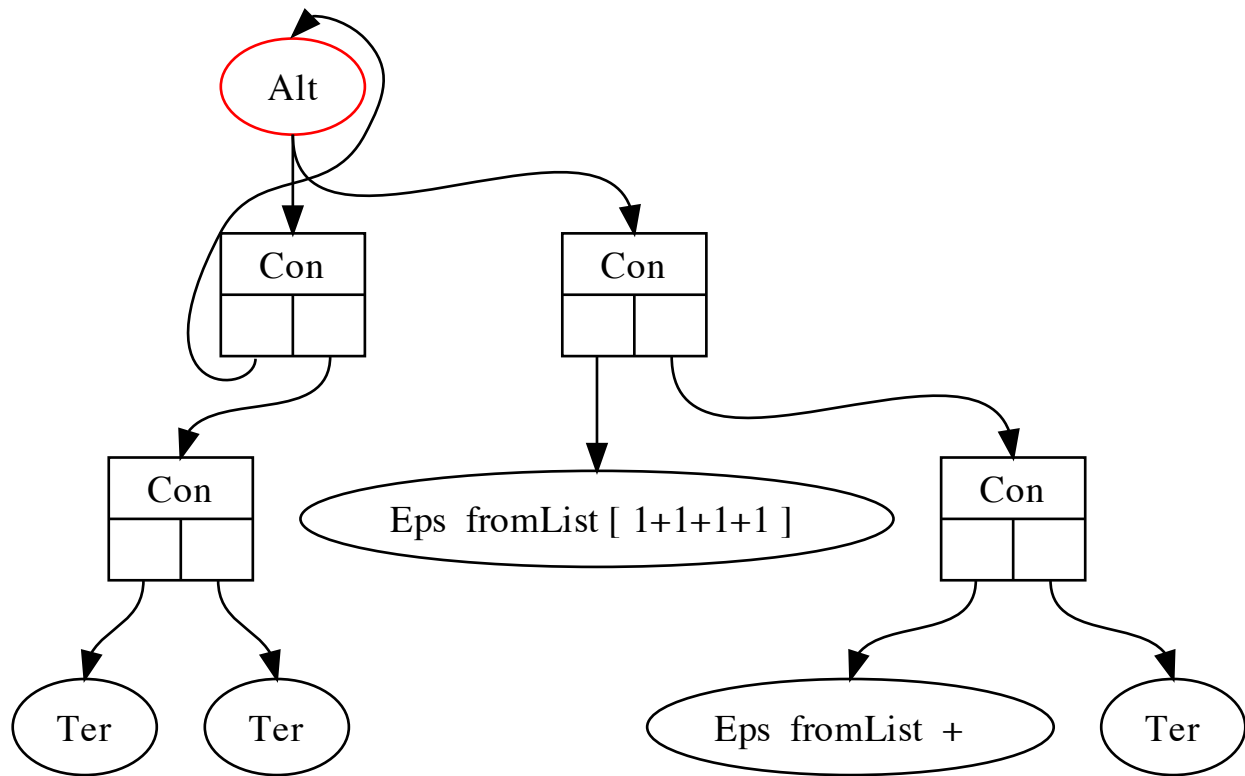 Alt
Con
Con
Con
Eps fromList [ 1+1+1+1 ]
Con
Ter
Ter
Eps fromList +
Ter